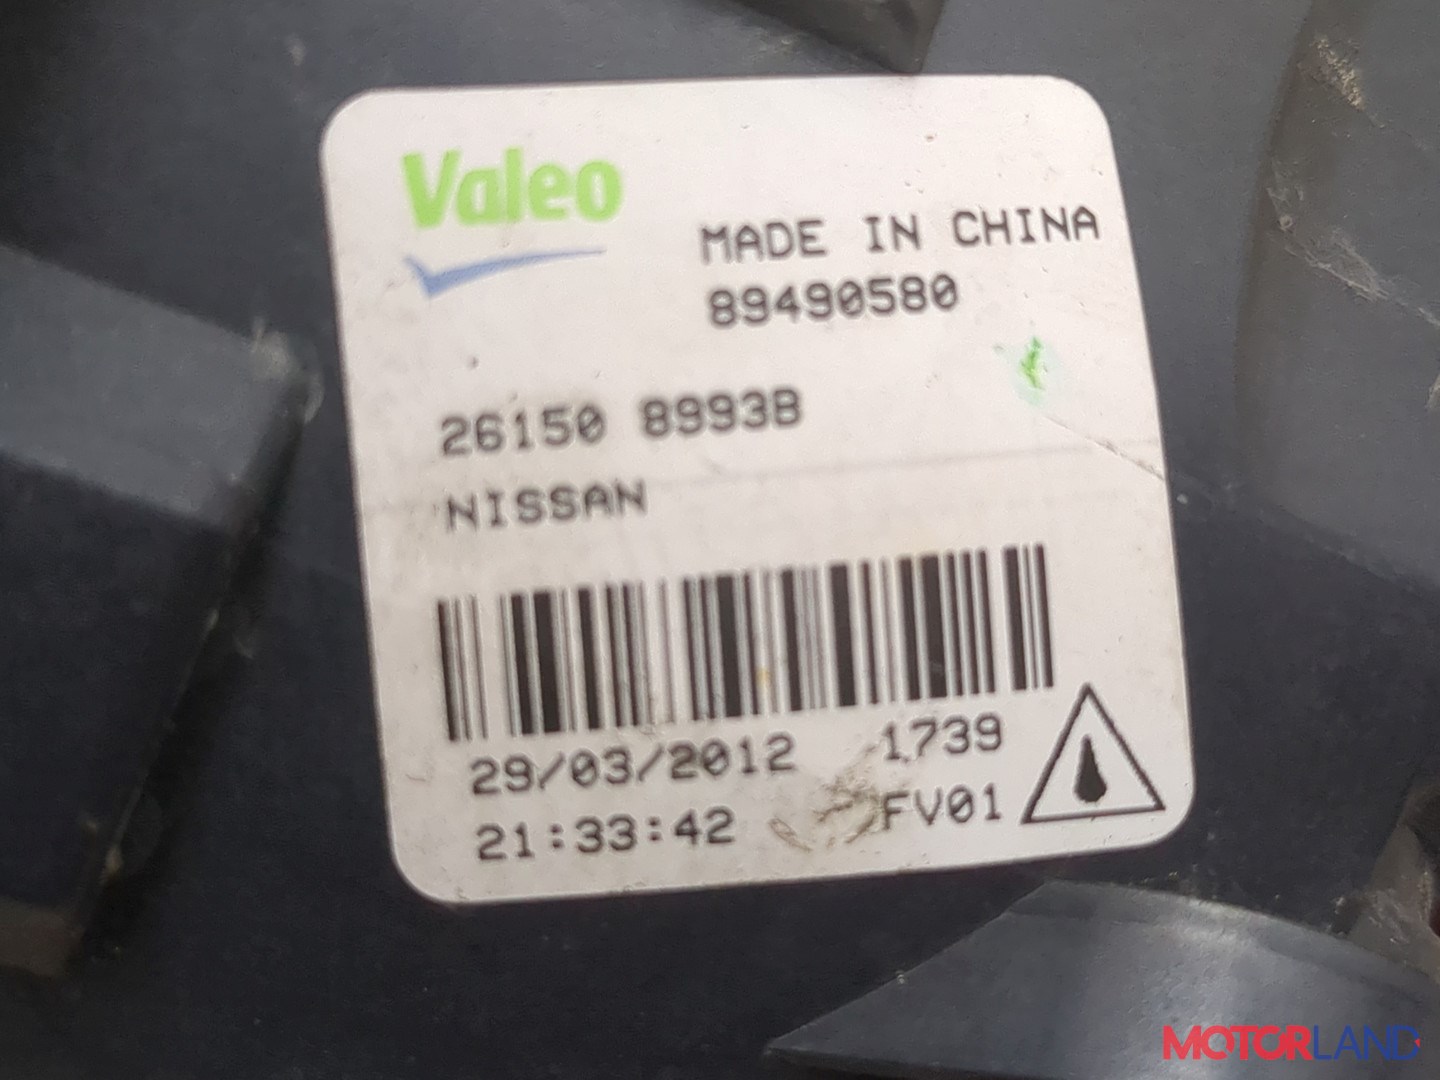 Valeo
MADE IN CHINA
89490580
26150 8993B
NISSAN
29/03/2012 1739
21:33:42 FV01
MOTORLAND